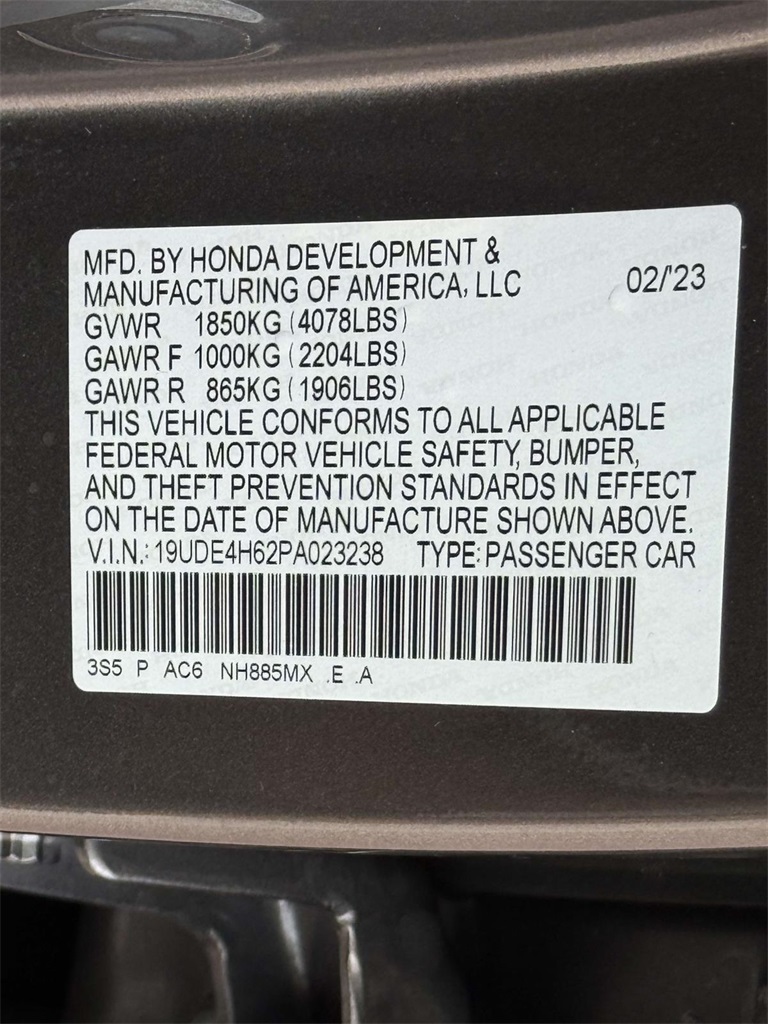 MFD. BY HONDA DEVELOPMENT &
MANUFACTURING OF AMERICA, LLC 02/'23
GVWR 1850KG (4078LBS)
GAWR F 1000KG (2204LBS)
GAWR R 865KG (1906LBS)
THIS VEHICLE CONFORMS TO ALL APPLICABLE
FEDERAL MOTOR VEHICLE SAFETY, BUMPER,
AND THEFT PREVENTION STANDARDS IN EFFECT
ON THE DATE OF MANUFACTURE SHOWN ABOVE.
V.I.N.: 19UDE4H62PA023238 TYPE: PASSENGER CAR
3S5 P AC6 NH885MX .E .A